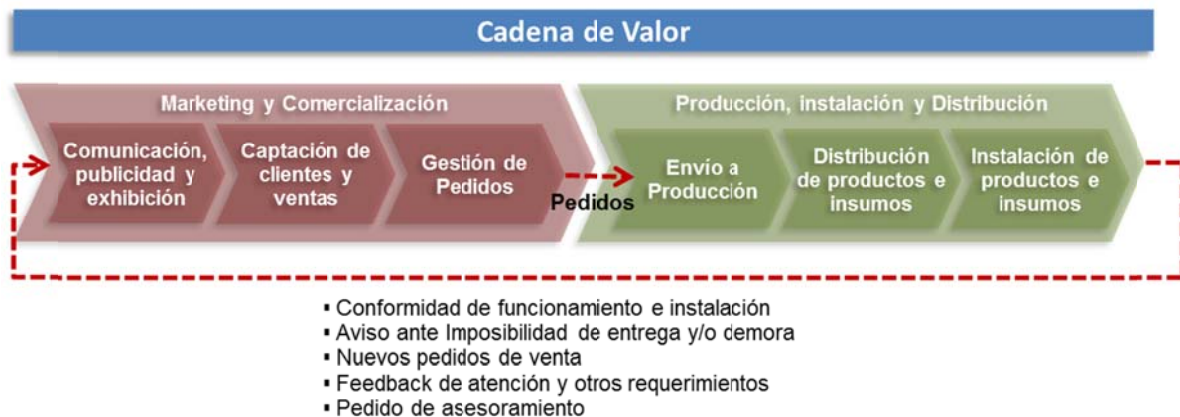 Cadena de Valor
Marketing y Comercialización
Comunicación,
publicidad y
exhibición
Captación de
clientes y
ventas
Gestión de
Pedidos
Pedidos
Producción, instalación y Distribución
Envío a
Producción
Distribución
de productos e
insumos
Instalación de
productos e
insumos
▪ Conformidad de funcionamiento e instalación
▪ Aviso ante Imposibilidad de entrega y/o demora
▪ Nuevos pedidos de venta
▪ Feedback de atención y otros requerimientos
▪ Pedido de asesoramiento